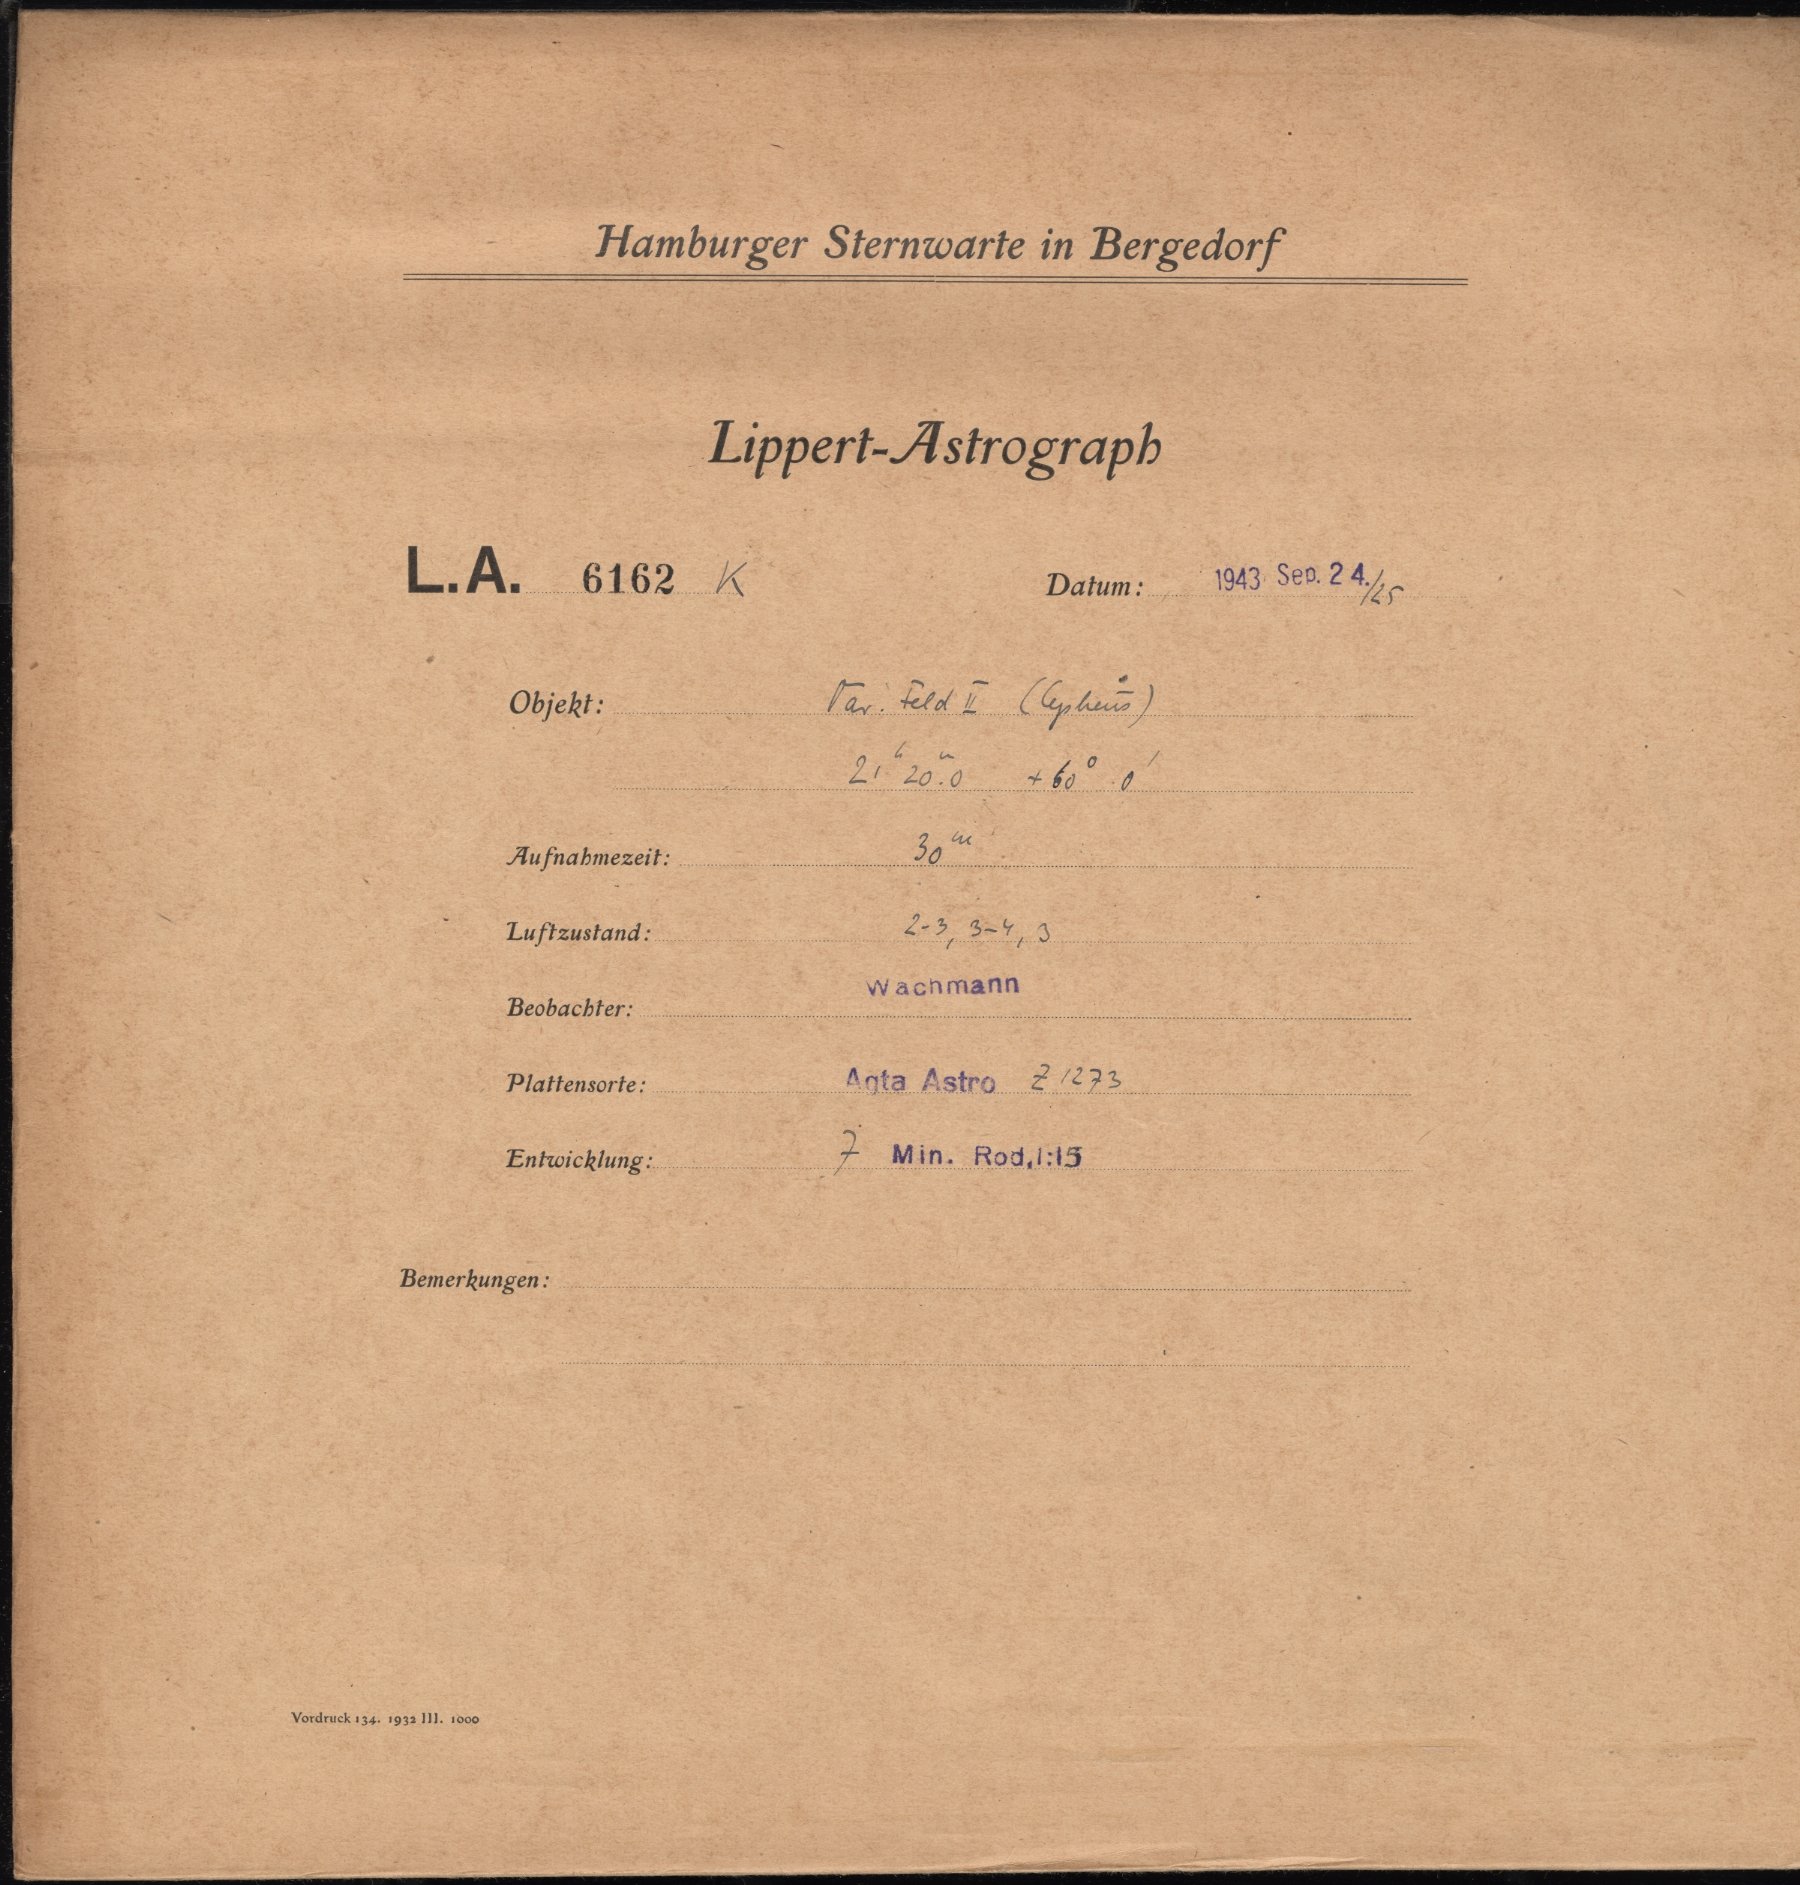 Hamburger Sternwarte in Bergedorf
Lippert-Astrograph
L.A. 6162 K Datum: 1943 Sep. 24./25
Objekt: Var. Feld II (Cepheus)
21ʰ 20ᵐ.0 +60° 0′
Aufnahmezeit: 30ᵐ
Luftzustand: 2-3, 3-4, 3
Beobachter: Wachmann
Plattensorte: Agfa Astro Z 1273
Entwicklung: 7 Min. Rod, 1:15
Bemerkungen:
Vordruck 134. 1932 III. 1000